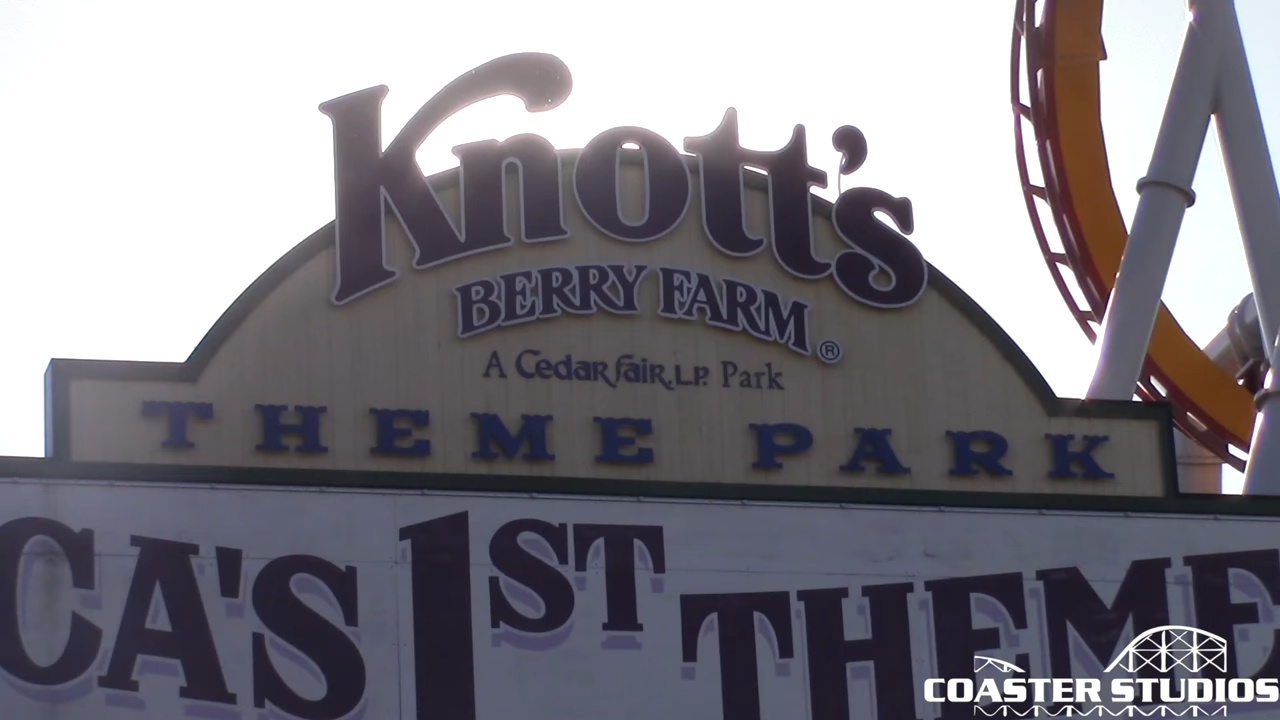 Knott's
BERRY FARM®
A Cedar Fair, L.P. Park
THEME PARK
CA'S 1ST THEME
COASTER STUDIOS